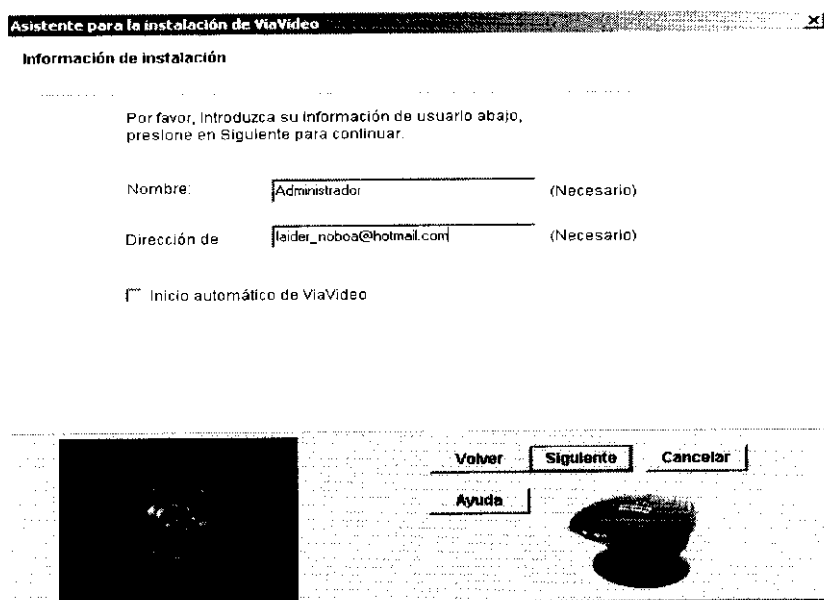 Asistente para la instalación de ViaVideo
Información de instalación
Por favor, Introduzca su información de usuario abajo,
presione en Siguiente para continuar.
Nombre: Administrador (Necesario)
Dirección de laider_noboa@hotmail.com (Necesario)
Inicio automático de ViaVideo
Volver Siguiente Cancelar
Ayuda